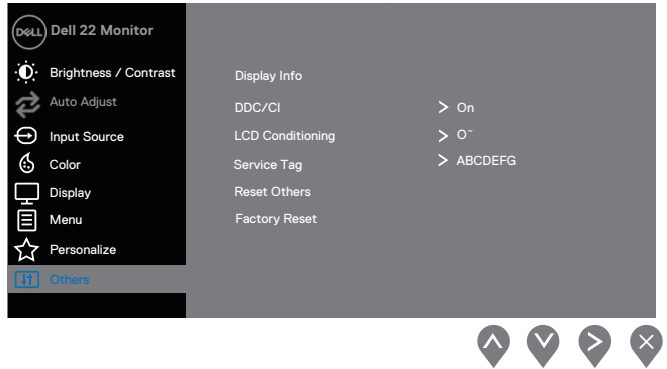 DELL Dell 22 Monitor
Brightness / Contrast
Auto Adjust
Input Source
Color
Display
Menu
Personalize
Others
Display Info
DDC/CI > On
LCD Conditioning > O~
Service Tag > ABCDEFG
Reset Others
Factory Reset